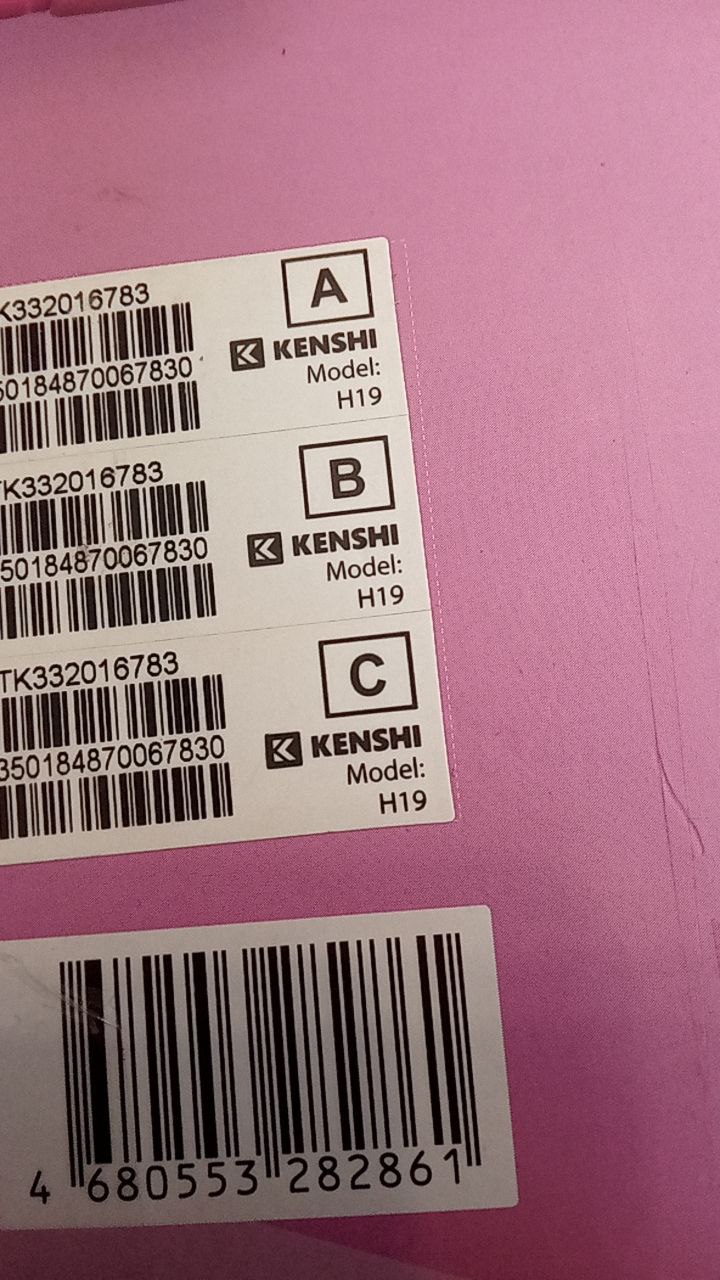 K332016783
A
50184870067830
KENSHI
Model:
H19
TK332016783
B
50184870067830
KENSHI
Model:
H19
TK332016783
C
350184870067830
KENSHI
Model:
H19
4 680553 282861